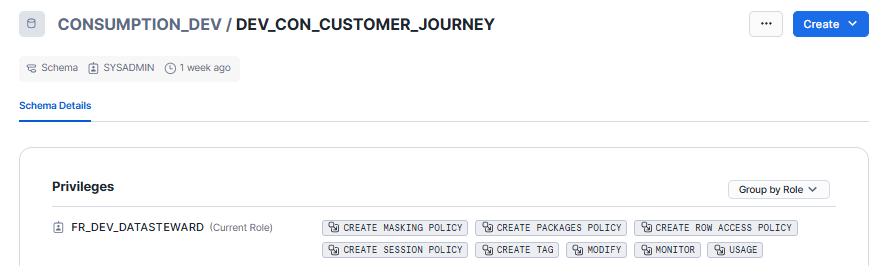 CONSUMPTION_DEV / DEV_CON_CUSTOMER_JOURNEY
... Create
Schema SYSADMIN 1 week ago
Schema Details
Privileges
Group by Role
FR_DEV_DATASTEWARD (Current Role) CREATE MASKING POLICY CREATE PACKAGES POLICY CREATE ROW ACCESS POLICY
CREATE SESSION POLICY CREATE TAG MODIFY MONITOR USAGE